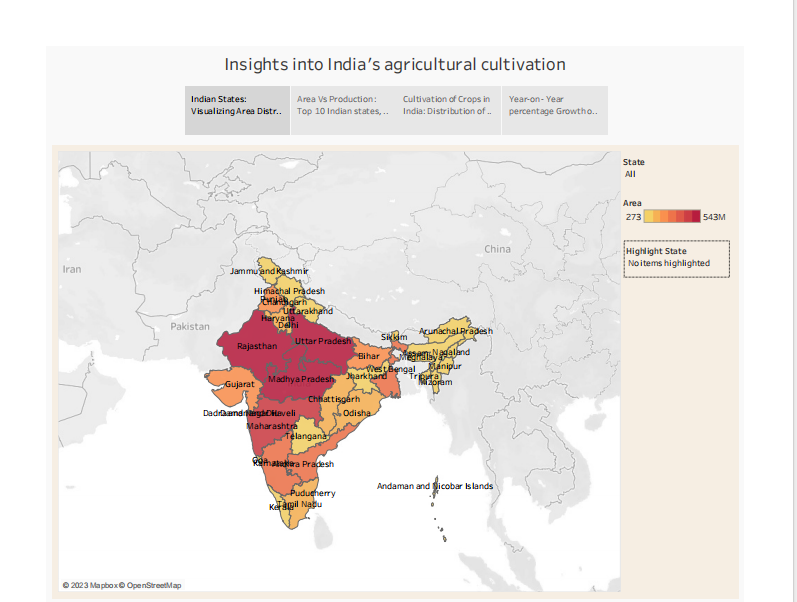 Insights into India's agricultural cultivation
Indian States:
Visualizing Area Distr..
Area Vs Production:
Top 10 Indian states, ..
Cultivation of Crops in
India: Distribution of ..
Year-on- Year
percentage Growth o..
State
All
Area
273
543M
Highlight State
No items highlighted
China
Iran
Pakistan
Jammu and Kashmir
Himachal Pradesh
Punjab
Chandigarh
Uttarakhand
Haryana
Delhi
Rajasthan
Uttar Pradesh
Sikkim
Arunachal Pradesh
Assam
Nagaland
Meghalaya
Manipur
Bihar
West Bengal
Tripura
Mizoram
Jharkhand
Madhya Pradesh
Gujarat
Chhattisgarh
Odisha
Maharashtra
Telangana
Goa
Karnataka
Andhra Pradesh
Puducherry
Tamil Nadu
Kerala
Andaman and Nicobar Islands
© 2023 Mapbox © OpenStreetMap